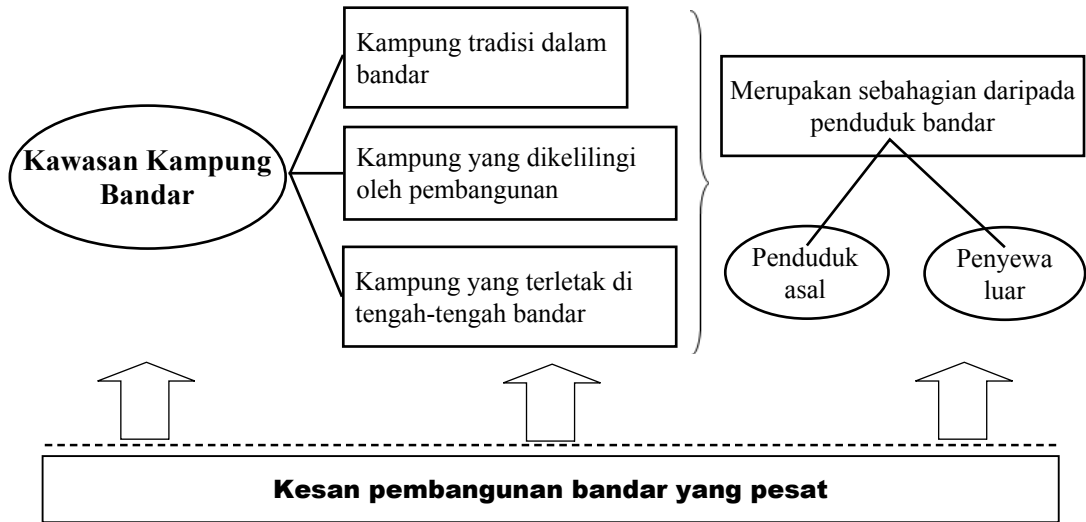 Kawasan Kampung
Bandar
Kampung tradisi dalam
bandar
Kampung yang dikelilingi
oleh pembangunan
Kampung yang terletak di
tengah-tengah bandar
Merupakan sebahagian daripada
penduduk bandar
Penduduk
asal
Penyewa
luar
Kesan pembangunan bandar yang pesat